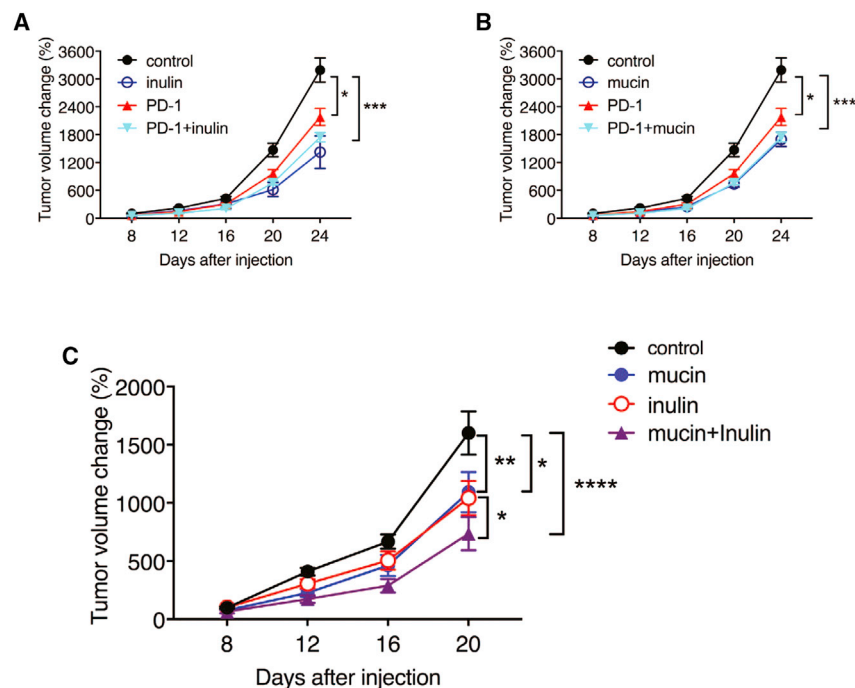 A
Tumor volume change (%)
3600
3000
2400
1800
1200
600
0
control
inulin
PD-1
PD-1+inulin
*
***
8 12 16 20 24
Days after injection
B
Tumor volume change (%)
3600
3000
2400
1800
1200
600
0
control
mucin
PD-1
PD-1+mucin
*
***
8 12 16 20 24
Days after injection
C
Tumor volume change (%)
2000
1500
1000
500
0
control
mucin
inulin
mucin+Inulin
**
*
****
*
8 12 16 20
Days after injection